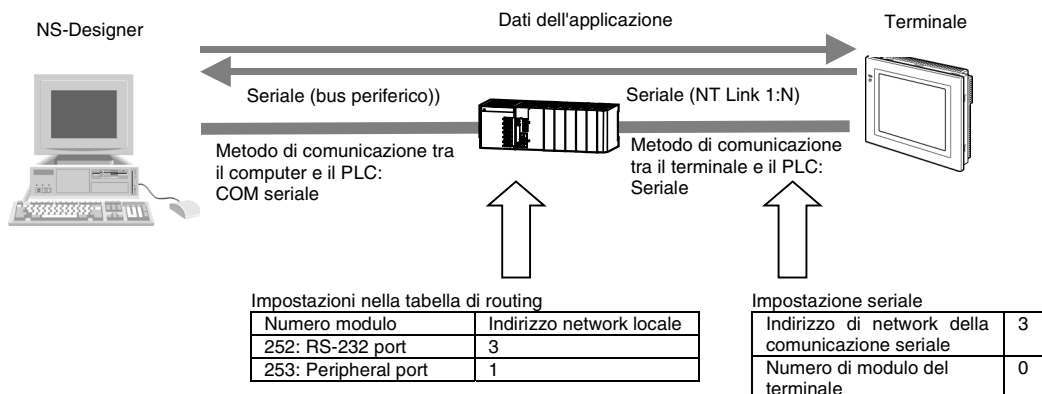 Dati dell'applicazione
NS-Designer
Terminale
Seriale (bus periferico))
Seriale (NT Link 1:N)
Metodo di comunicazione tra
il computer e il PLC:
COM seriale
Metodo di comunicazione
tra il terminale e il PLC:
Seriale
Impostazioni nella tabella di routing
Numero modulo Indirizzo network locale
252: RS-232 port 3
253: Peripheral port 1
Impostazione seriale
Indirizzo di network della 3
comunicazione seriale
Numero di modulo del 0
terminale